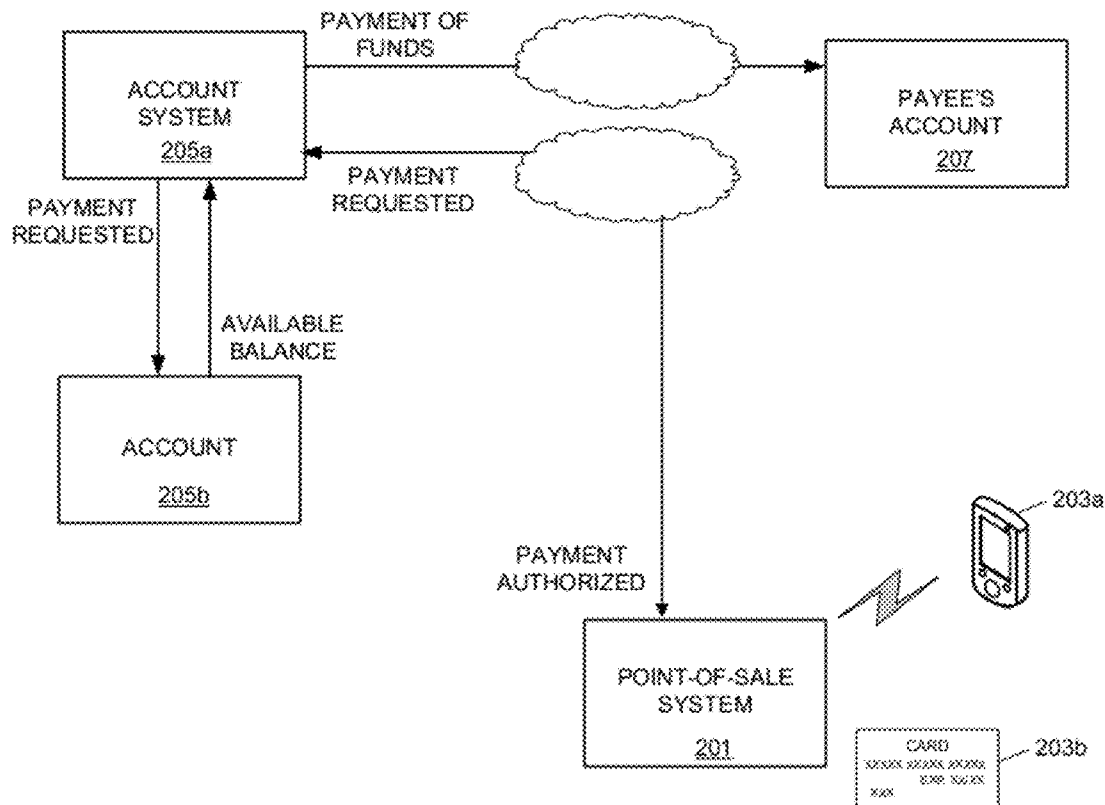 PAYMENT OF
FUNDS
ACCOUNT
SYSTEM
205a
PAYEE'S
ACCOUNT
207
PAYMENT
REQUESTED
PAYMENT
REQUESTED
AVAILABLE
BALANCE
ACCOUNT
205b
203a
PAYMENT
AUTHORIZED
POINT-OF-SALE
SYSTEM
201
CARD
203b